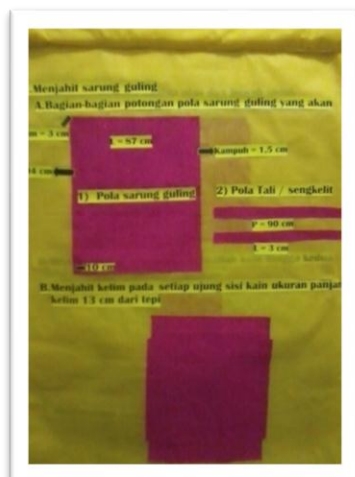 .Menjahit sarung guling
A.Bagian-bagian potongan pola sarung guling yang akan
= 3 cm
L = 87 cm
Kampuh = 1.5 cm
cm
1) Pola sarung guling
2) Pola Tali / sengkelit
P = 90 cm
L = 3 cm
10 cm
B.Menjahit kelim pada setiap ujung sisi kain ukuran panjan
kelim 13 cm dari tepi